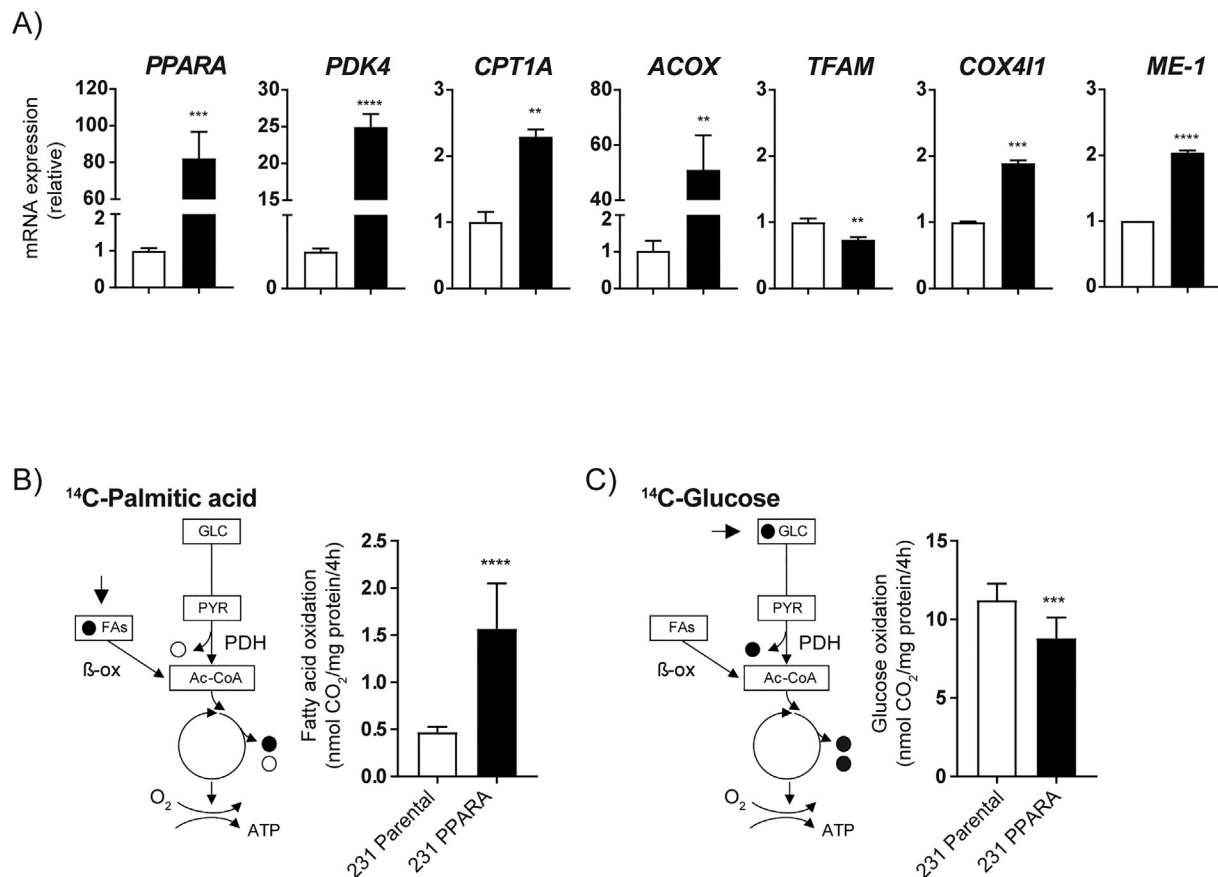 A)
PPARA
PDK4
CPT1A
ACOX
TFAM
COX4I1
ME-1
mRNA expression
(relative)
120
100
80
60
2
1
0
30
25
20
15
1
0
3
2
1
0
80
60
40
2
1
0
3
2
1
0
3
2
1
0
3
2
1
0
***
****
**
**
**
***
****
B)
14C-Palmitic acid
GLC
PYR
FAs
PDH
ß-ox
Ac-CoA
O2
ATP
Fatty acid oxidation
(nmol CO2/mg protein/4h)
2.5
2.0
1.5
1.0
0.5
0.0
****
231 Parental
231 PPARA
C)
14C-Glucose
GLC
PYR
FAs
PDH
ß-ox
Ac-CoA
O2
ATP
Glucose oxidation
(nmol CO2/mg protein/4h)
15
10
5
0
***
231 Parental
231 PPARA